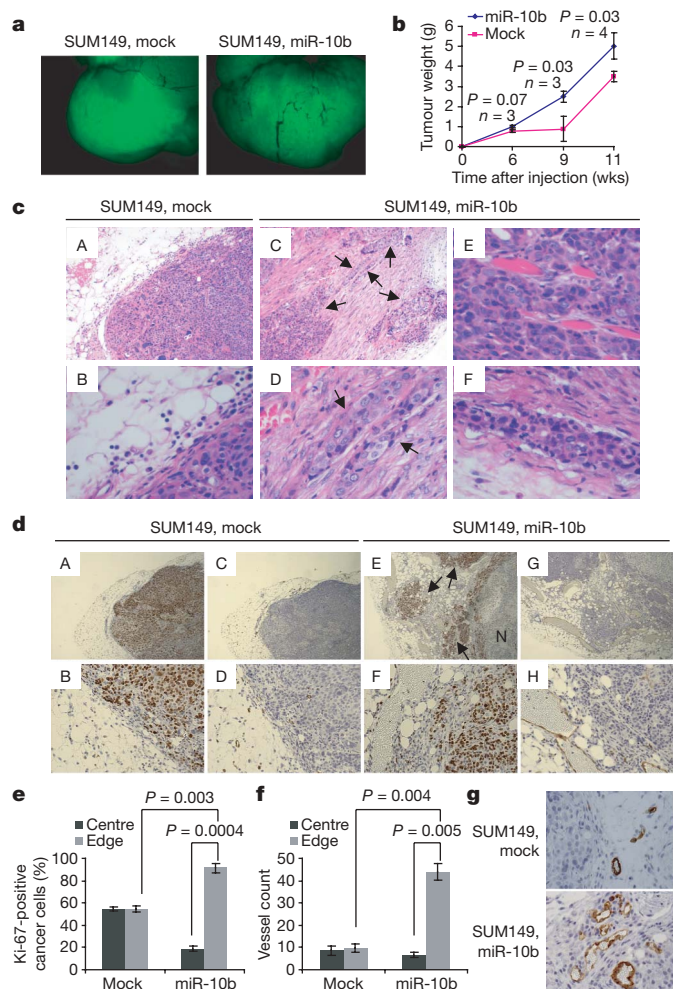 a
SUM149, mock
SUM149, miR-10b
b
miR-10b
Mock
P = 0.03
n = 4
P = 0.03
n = 3
P = 0.07
n = 3
Tumour weight (g)
6
5
4
3
2
1
0
0 6 9 11
Time after injection (wks)
c
SUM149, mock
SUM149, miR-10b
A
C
E
B
D
F
d
SUM149, mock
SUM149, miR-10b
A
C
E
G
N
B
D
F
H
e
P = 0.003
Centre
Edge
P = 0.0004
Ki-67-positive
cancer cells (%)
100
80
60
40
20
0
Mock miR-10b
f
P = 0.004
Centre
Edge
P = 0.005
Vessel count
50
40
30
20
10
0
Mock miR-10b
g
SUM149,
mock
SUM149,
miR-10b